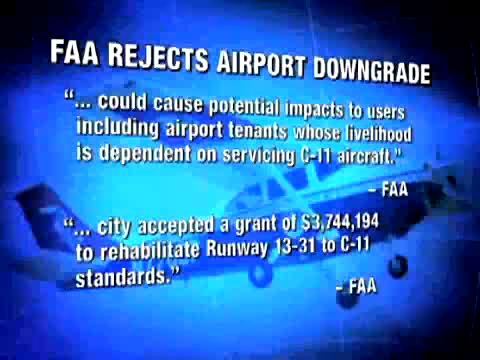 FAA REJECTS AIRPORT DOWNGRADE
“... could cause potential impacts to users
including airport tenants whose livelihood
is dependent on servicing C-11 aircraft.”
– FAA
“... city accepted a grant of $3,744,194
to rehabilitate Runway 13-31 to C-11
standards.”
– FAA